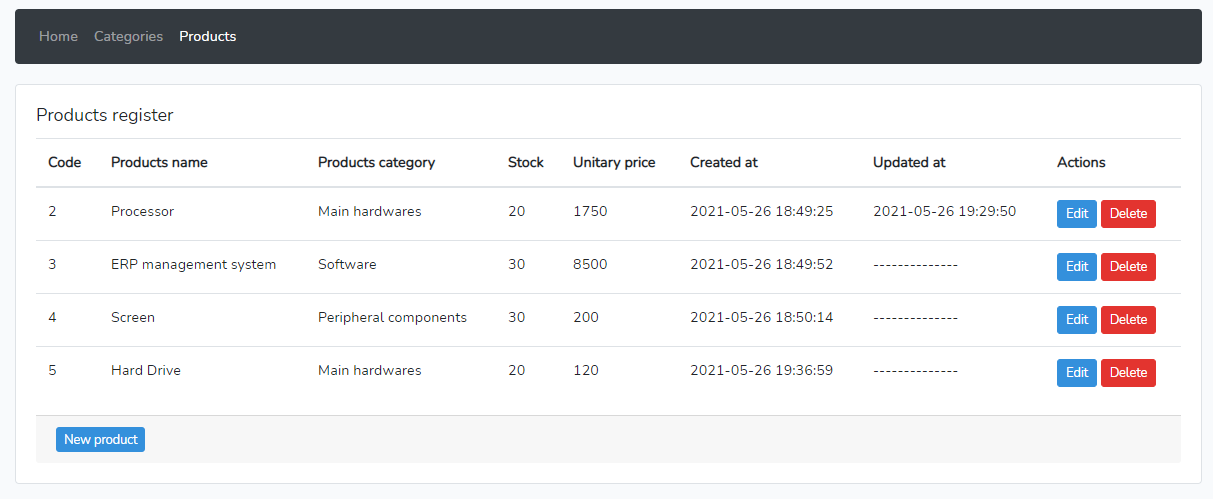 Home Categories Products
Products register
Code Products name Products category Stock Unitary price Created at Updated at Actions
2 Processor Main hardwares 20 1750 2021-05-26 18:49:25 2021-05-26 19:29:50 Edit Delete
3 ERP management system Software 30 8500 2021-05-26 18:49:52 -------------- Edit Delete
4 Screen Peripheral components 30 200 2021-05-26 18:50:14 -------------- Edit Delete
5 Hard Drive Main hardwares 20 120 2021-05-26 19:36:59 -------------- Edit Delete
New product